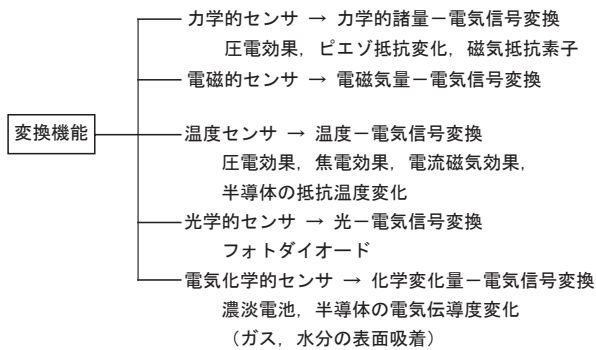 力学的センサ → 力学的諸量－電気信号変換
圧電効果，ピエゾ抵抗変化，磁気抵抗素子
電磁的センサ → 電磁気量－電気信号変換
変換機能
温度センサ → 温度－電気信号変換
圧電効果，焦電効果，電流磁気効果，
半導体の抵抗温度変化
光学的センサ → 光－電気信号変換
フォトダイオード
電気化学的センサ → 化学変化量－電気信号変換
濃淡電池，半導体の電気伝導度変化
（ガス，水分の表面吸着）